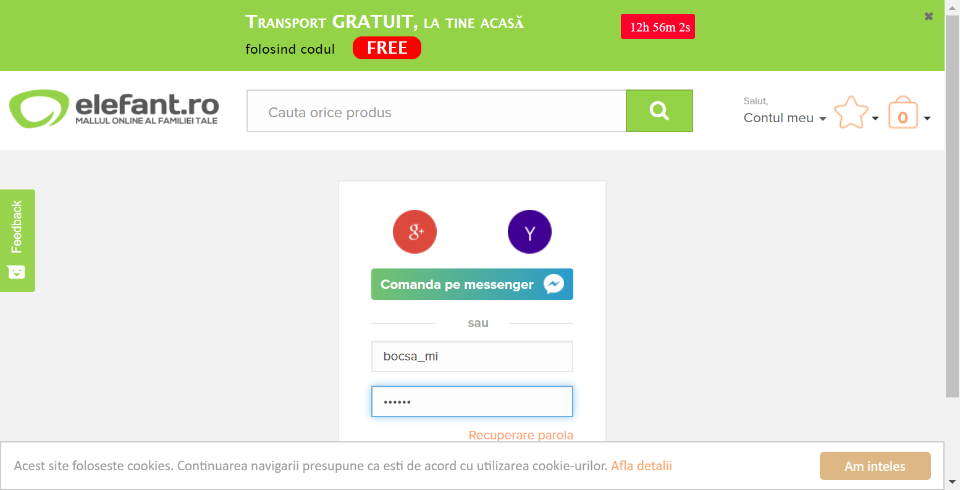 Transport GRATUIT, la tine acasă
12h 56m 2s
folosind codul FREE
elefant.ro
MALLUL ONLINE AL FAMILIEI TALE
Cauta orice produs
Salut,
Contul meu
0
Feedback
g+
Y
Comanda pe messenger
sau
bocsa_mi
••••••
Recuperare parola
Acest site foloseste cookies. Continuarea navigarii presupune ca esti de acord cu utilizarea cookie-urilor. Afla detalii
Am inteles